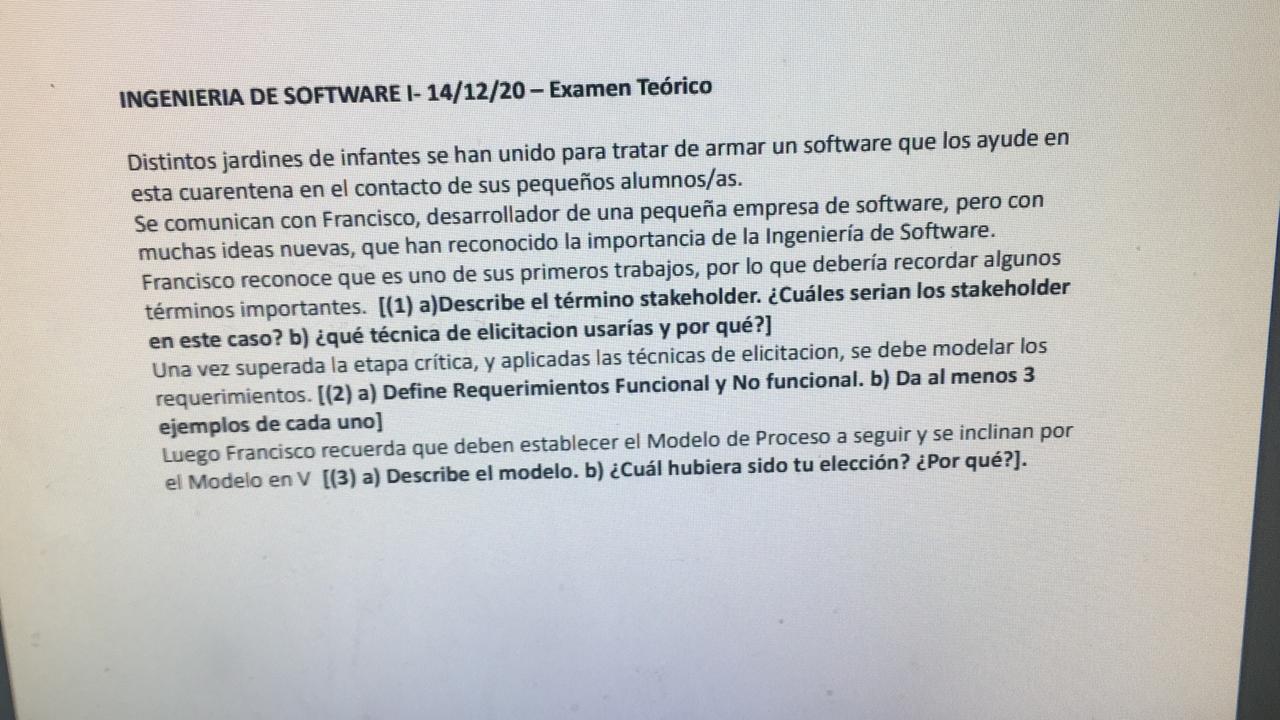 INGENIERIA DE SOFTWARE I- 14/12/20 – Examen Teórico
Distintos jardines de infantes se han unido para tratar de armar un software que los ayude en
esta cuarentena en el contacto de sus pequeños alumnos/as.
Se comunican con Francisco, desarrollador de una pequeña empresa de software, pero con
muchas ideas nuevas, que han reconocido la importancia de la Ingeniería de Software.
Francisco reconoce que es uno de sus primeros trabajos, por lo que debería recordar algunos
términos importantes. [(1) a)Describe el término stakeholder. ¿Cuáles serian los stakeholder
en este caso? b) ¿qué técnica de elicitacion usarías y por qué?]
Una vez superada la etapa crítica, y aplicadas las técnicas de elicitacion, se debe modelar los
requerimientos. [(2) a) Define Requerimientos Funcional y No funcional. b) Da al menos 3
ejemplos de cada uno]
Luego Francisco recuerda que deben establecer el Modelo de Proceso a seguir y se inclinan por
el Modelo en V [(3) a) Describe el modelo. b) ¿Cuál hubiera sido tu elección? ¿Por qué?].